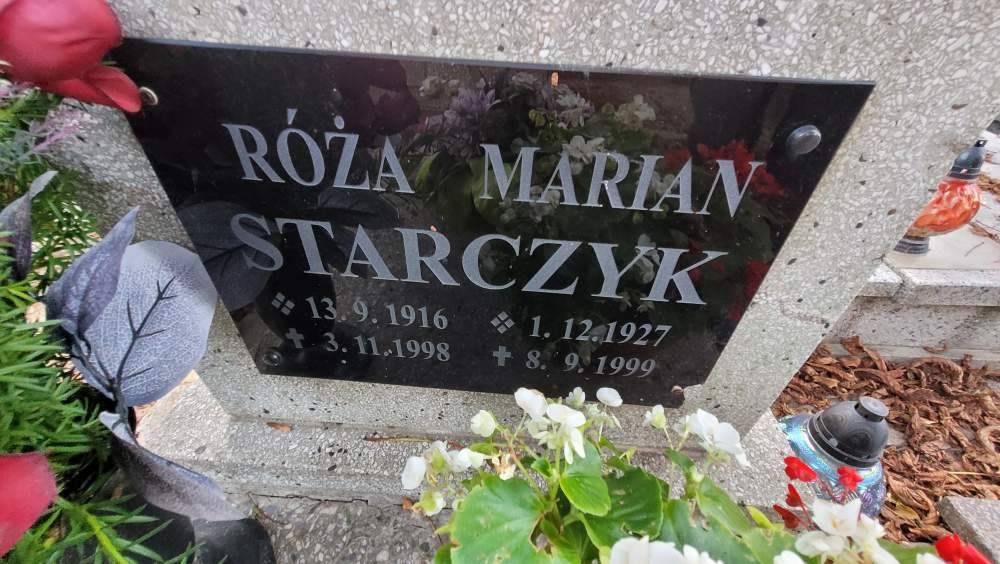 RÓŻA MARIAN
STARCZYK
❖ 13.9.1916 ❖ 1.12.1927
✝ 3.11.1998 ✝ 8.9.1999